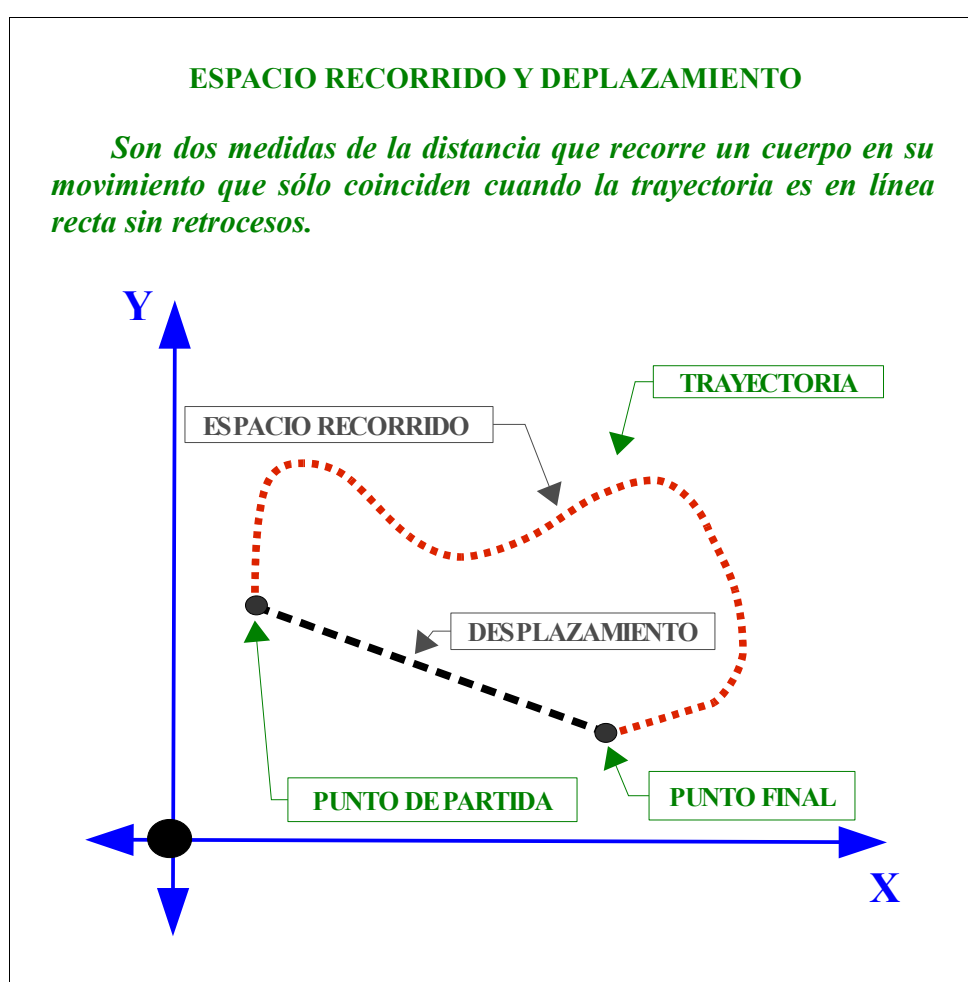 ESPACIO RECORRIDO Y DEPLAZAMIENTO
Son dos medidas de la distancia que recorre un cuerpo en su
movimiento que sólo coinciden cuando la trayectoria es en línea
recta sin retrocesos.
Y
TRAYECTORIA
ESPACIO RECORRIDO
DESPLAZAMIENTO
PUNTO DE PARTIDA
PUNTO FINAL
X